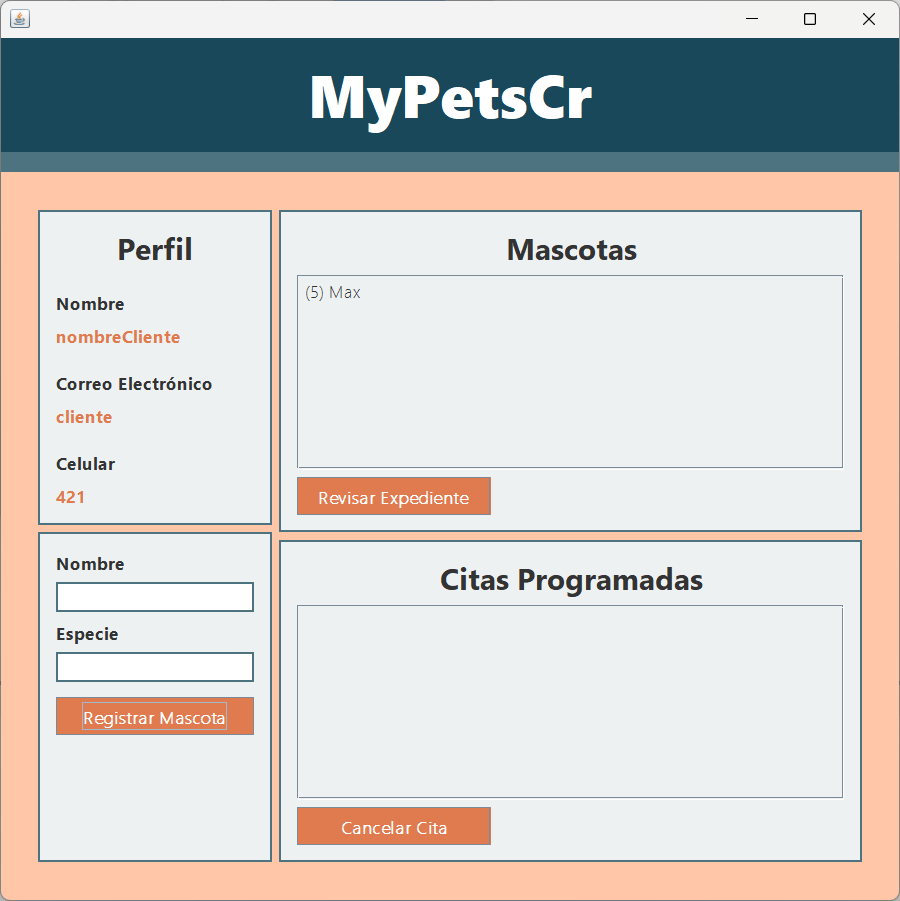 MyPetsCr
Perfil
Nombre
nombreCliente
Correo Electrónico
cliente
Celular
421
Nombre
Especie
Registrar Mascota
Mascotas
(5) Max
Revisar Expediente
Citas Programadas
Cancelar Cita